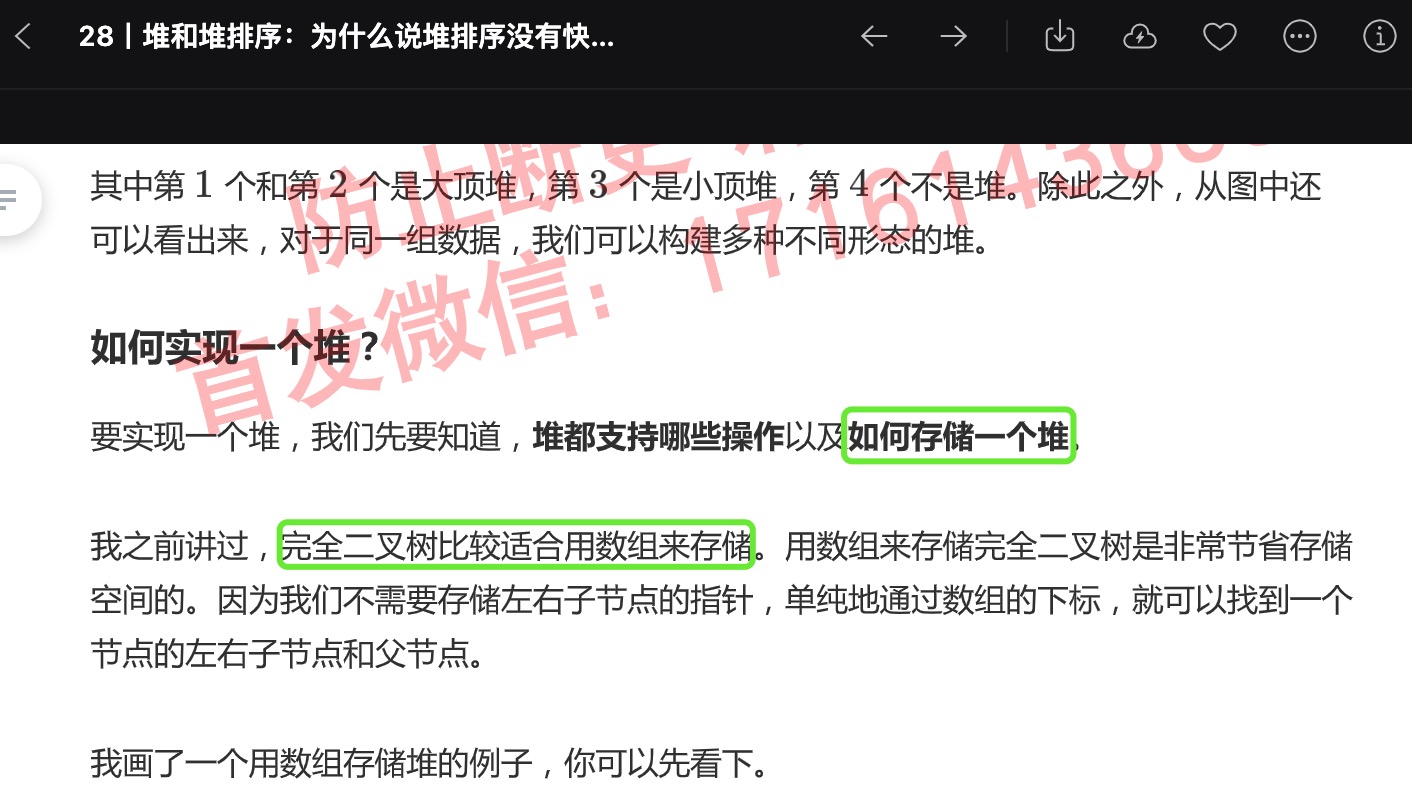 28丨堆和堆排序：为什么说堆排序没有快...
其中第 1 个和第 2 个是大顶堆，第 3 个是小顶堆，第 4 个不是堆。除此之外，从图中还
可以看出来，对于同一组数据，我们可以构建多种不同形态的堆。
防止断更
首发微信：171614366
如何实现一个堆？
要实现一个堆，我们先要知道，堆都支持哪些操作以及如何存储一个堆。
我之前讲过，完全二叉树比较适合用数组来存储。用数组来存储完全二叉树是非常节省存储
空间的。因为我们不需要存储左右子节点的指针，单纯地通过数组的下标，就可以找到一个
节点的左右子节点和父节点。
我画了一个用数组存储堆的例子，你可以先看下。